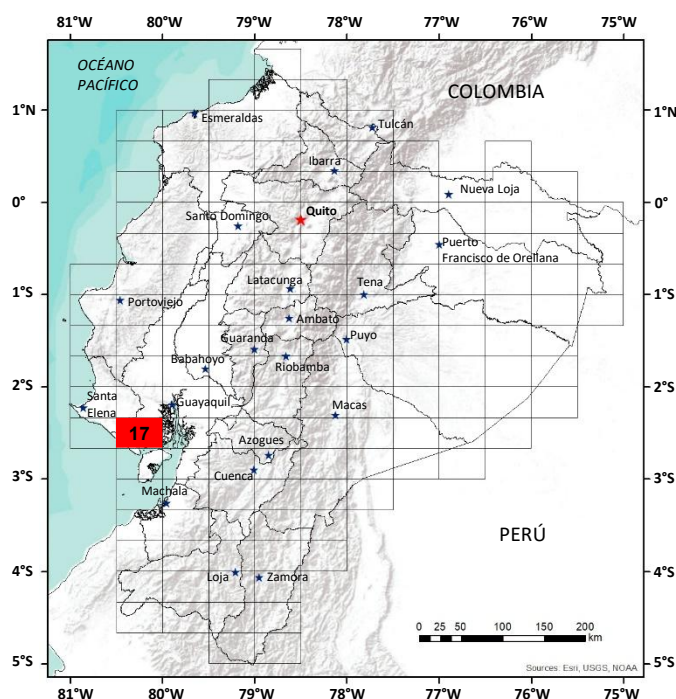 81°W 80°W 79°W 78°W 77°W 76°W 75°W
OCÉANO
PACÍFICO
COLOMBIA
1°N 1°N
Esmeraldas
Tulcán
Ibarra
Nueva Loja
0° 0°
Santo Domingo
Quito
Puerto
Francisco de Orellana
Latacunga
Tena
1°S 1°S
Portoviejo
Ambato
Puyo
Guaranda
Babahoyo
Riobamba
2°S 2°S
Santa
Elena
Guayaquil
Macas
17
Azogues
Cuenca
3°S 3°S
Machala
PERÚ
Loja
Zamora
4°S 4°S
0 25 50 100 150 200
km
Sources: Esri, USGS, NOAA
5°S 5°S
81°W 80°W 79°W 78°W 77°W 76°W 75°W